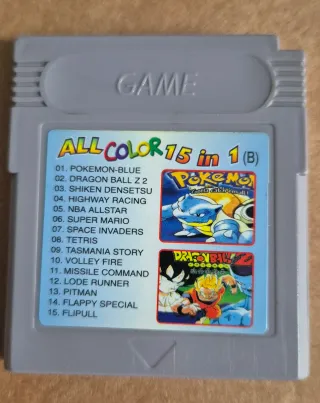 GAME
ALL COLOR 15 in 1 (B)
01. POKEMON-BLUE
02. DRAGON BALL Z 2
03. SHIKEN DENSETSU
04. HIGHWAY RACING
05. NBA ALLSTAR
06. SUPER MARIO
07. SPACE INVADERS
08. TETRIS
09. TASMANIA STORY
10. VOLLEY FIRE
11. MISSILE COMMAND
12. LODE RUNNER
13. PITMAN
14. FLAPPY SPECIAL
15. FLIPULL
POKéMON
DRAGONBALL Z